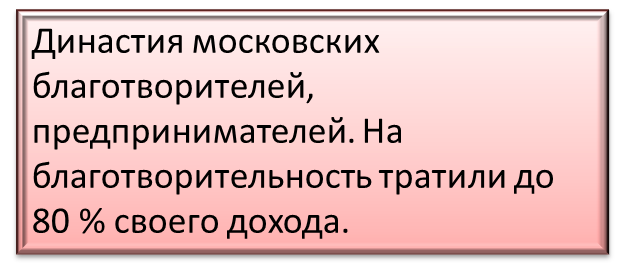 Династия московских
благотворителей,
предпринимателей. На
благотворительность тратили до
80 % своего дохода.